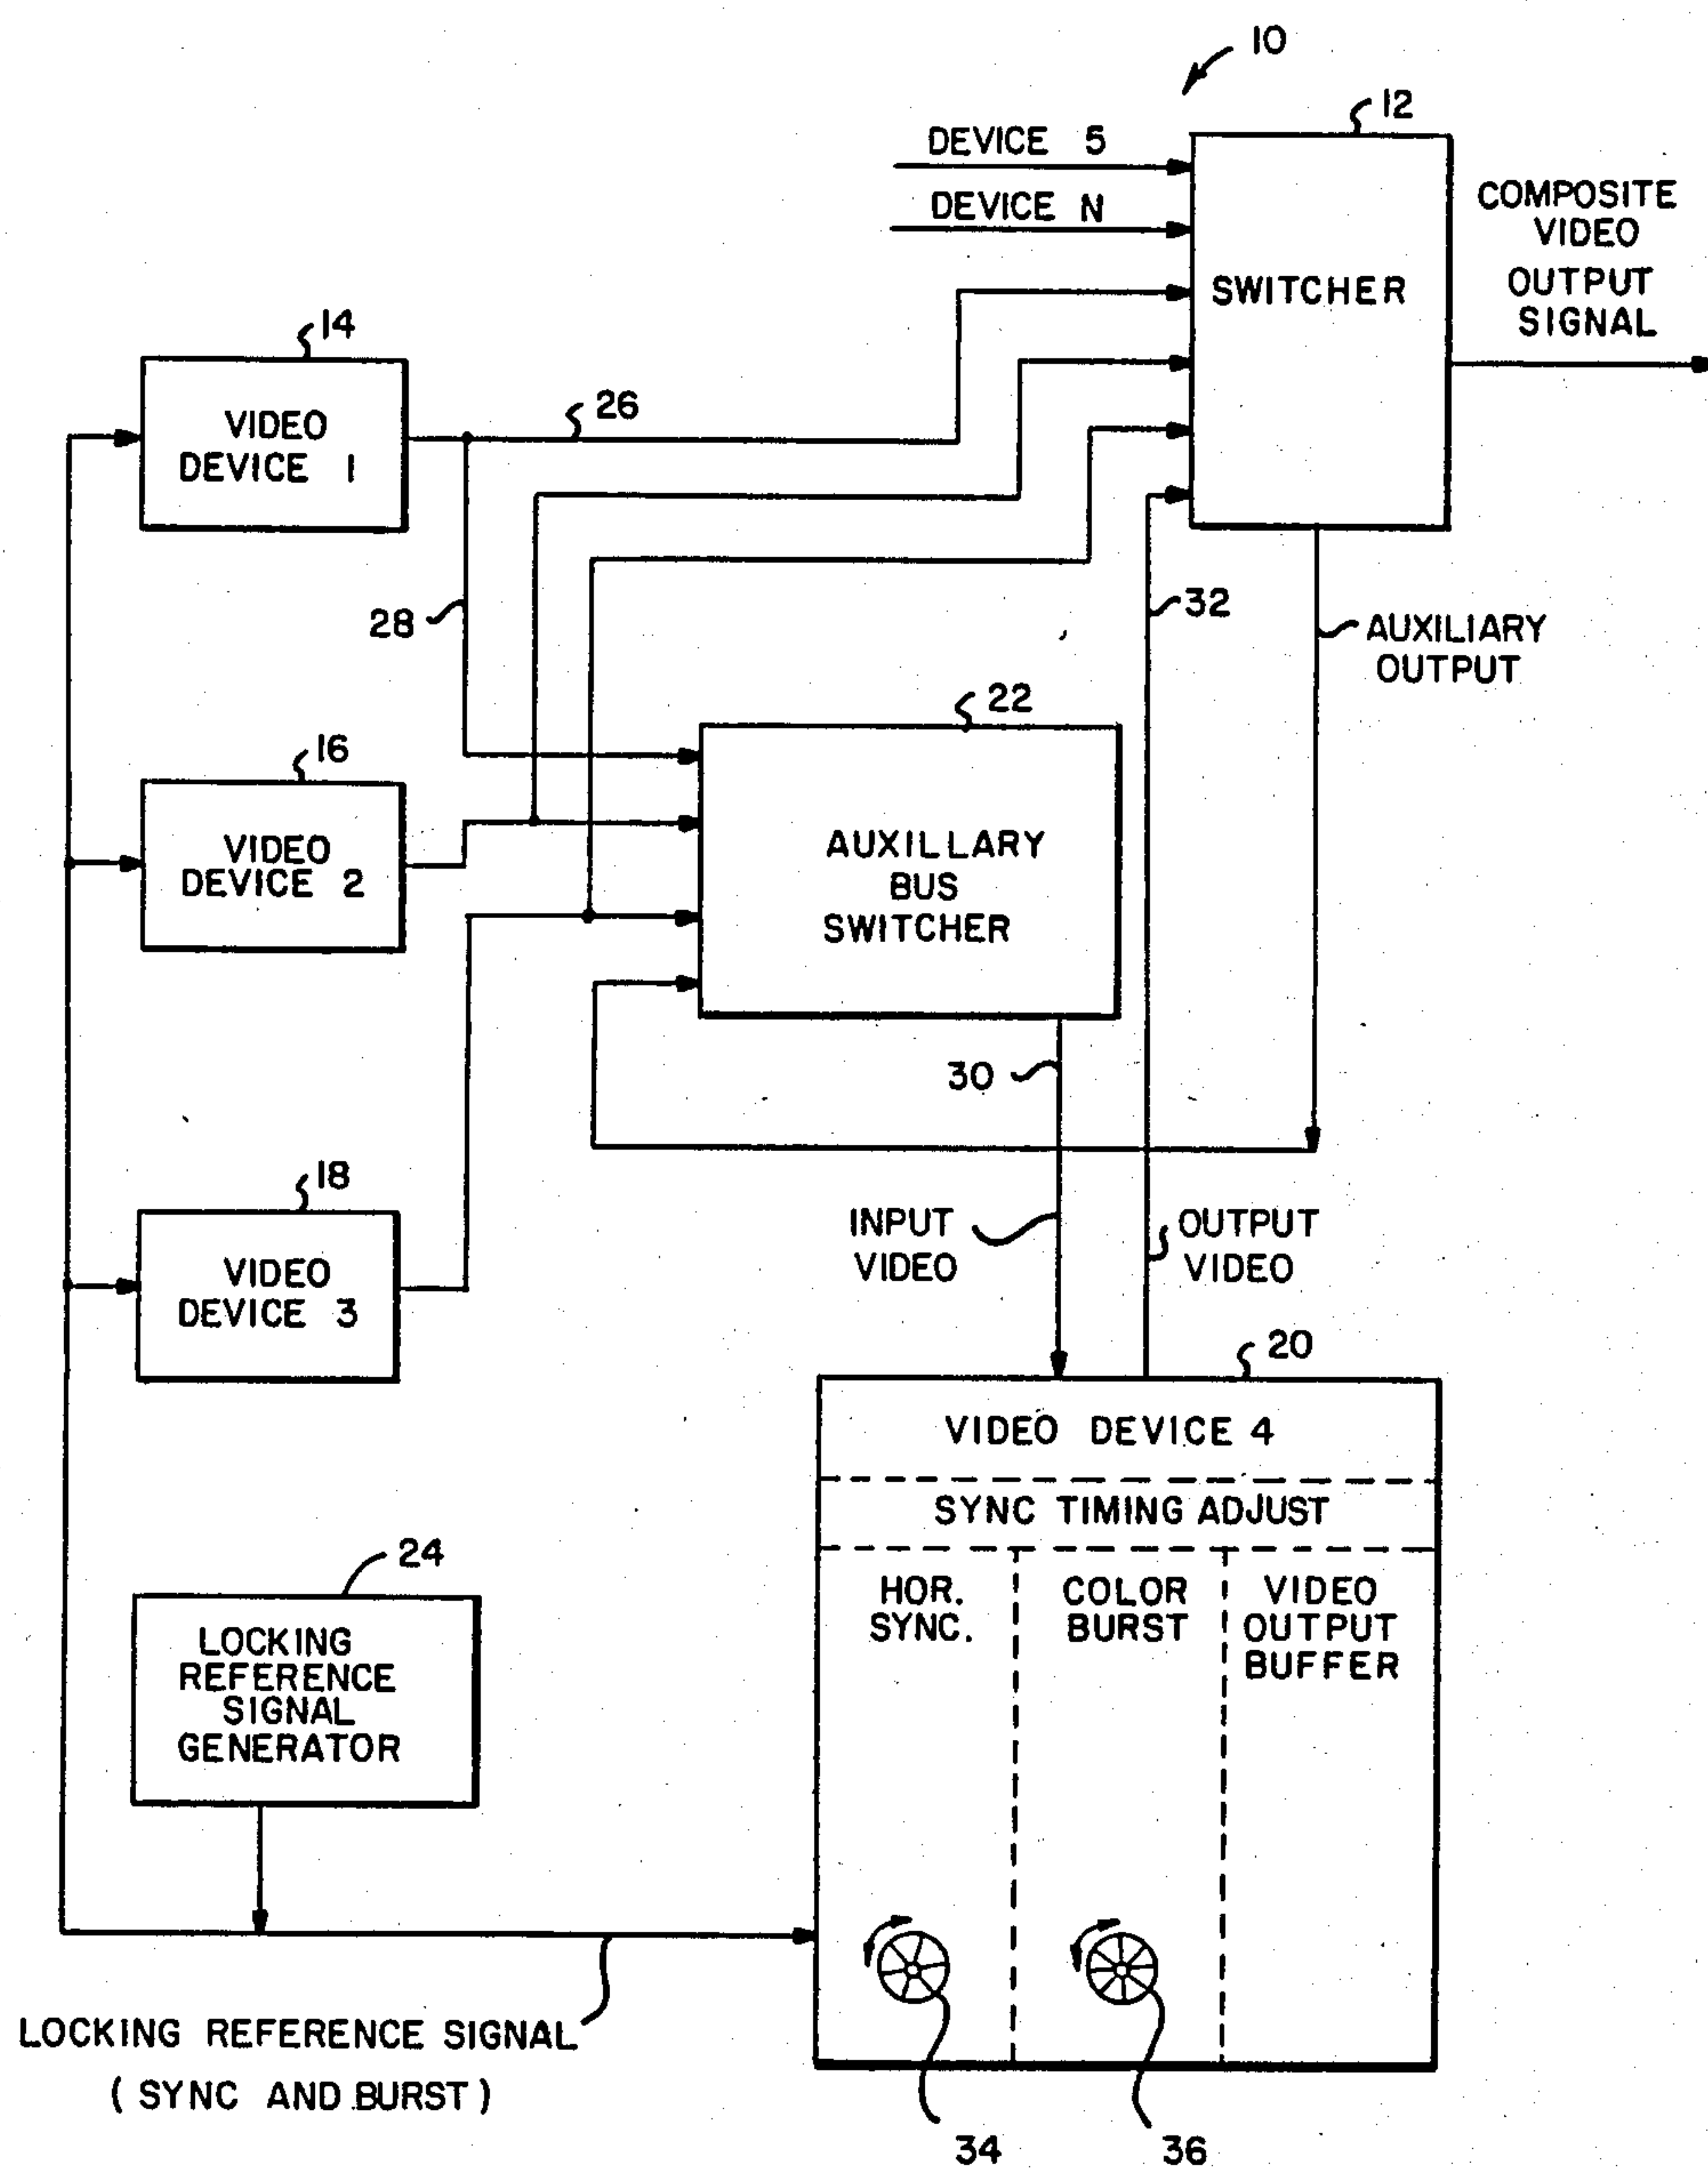 10
12
DEVICE 5
DEVICE N
COMPOSITE
VIDEO
OUTPUT
SIGNAL
SWITCHER
14
VIDEO
DEVICE 1
26
28
32
AUXILIARY
OUTPUT
22
16
VIDEO
DEVICE 2
AUXILLARY
BUS
SWITCHER
30
18
VIDEO
DEVICE 3
INPUT
VIDEO
OUTPUT
VIDEO
20
VIDEO DEVICE 4
SYNC TIMING ADJUST
HOR.
SYNC.
COLOR
BURST
VIDEO
OUTPUT
BUFFER
24
LOCKING
REFERENCE
SIGNAL
GENERATOR
LOCKING REFERENCE SIGNAL
( SYNC AND BURST )
34
36